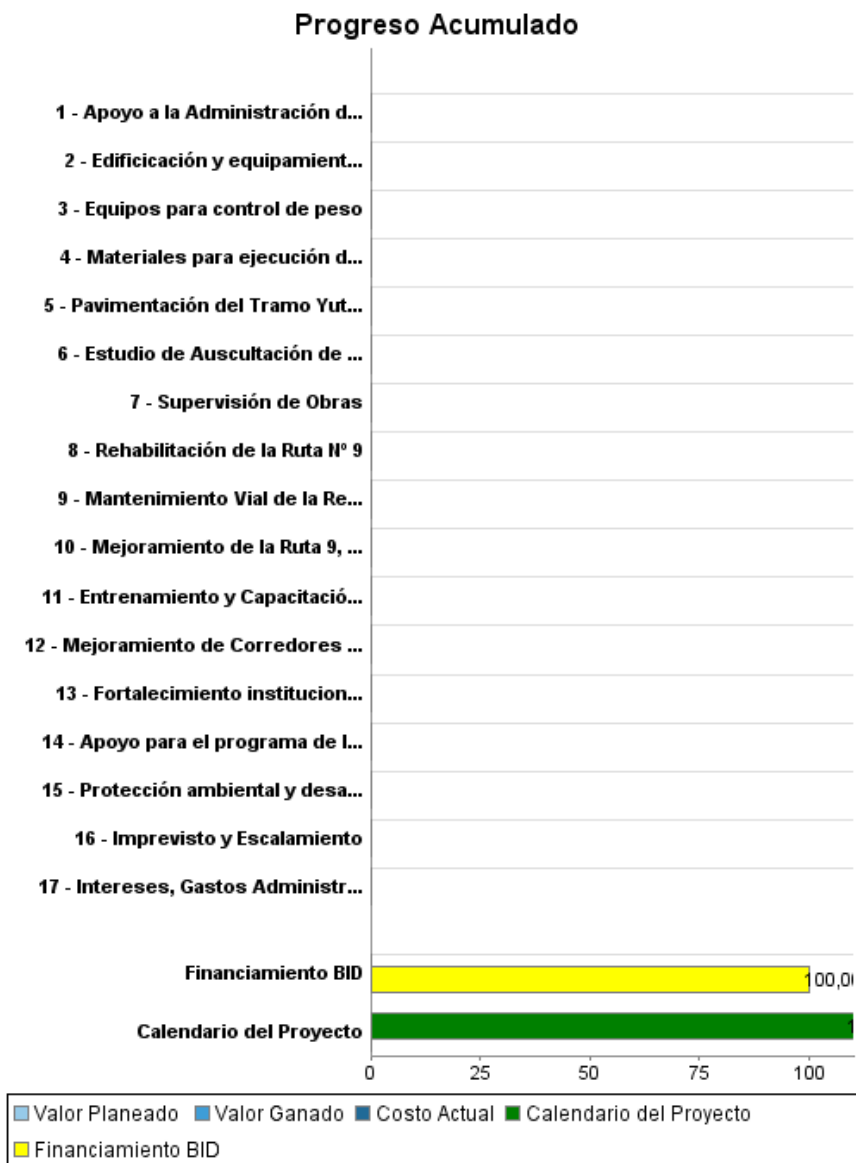 Progreso Acumulado
1 - Apoyo a la Administración d...
2 - Edificicación y equipamient...
3 - Equipos para control de peso
4 - Materiales para ejecución d...
5 - Pavimentación del Tramo Yut...
6 - Estudio de Auscultación de ...
7 - Supervisión de Obras
8 - Rehabilitación de la Ruta Nº 9
9 - Mantenimiento Vial de la Re...
10 - Mejoramiento de la Ruta 9, ...
11 - Entrenamiento y Capacitació...
12 - Mejoramiento de Corredores ...
13 - Fortalecimiento institucion...
14 - Apoyo para el programa de I...
15 - Protección ambiental y desa...
16 - Imprevisto y Escalamiento
17 - Intereses, Gastos Administr...
Financiamiento BID 100,0
Calendario del Proyecto 1
0 25 50 75 100
Valor Planeado Valor Ganado Costo Actual Calendario del Proyecto
Financiamiento BID